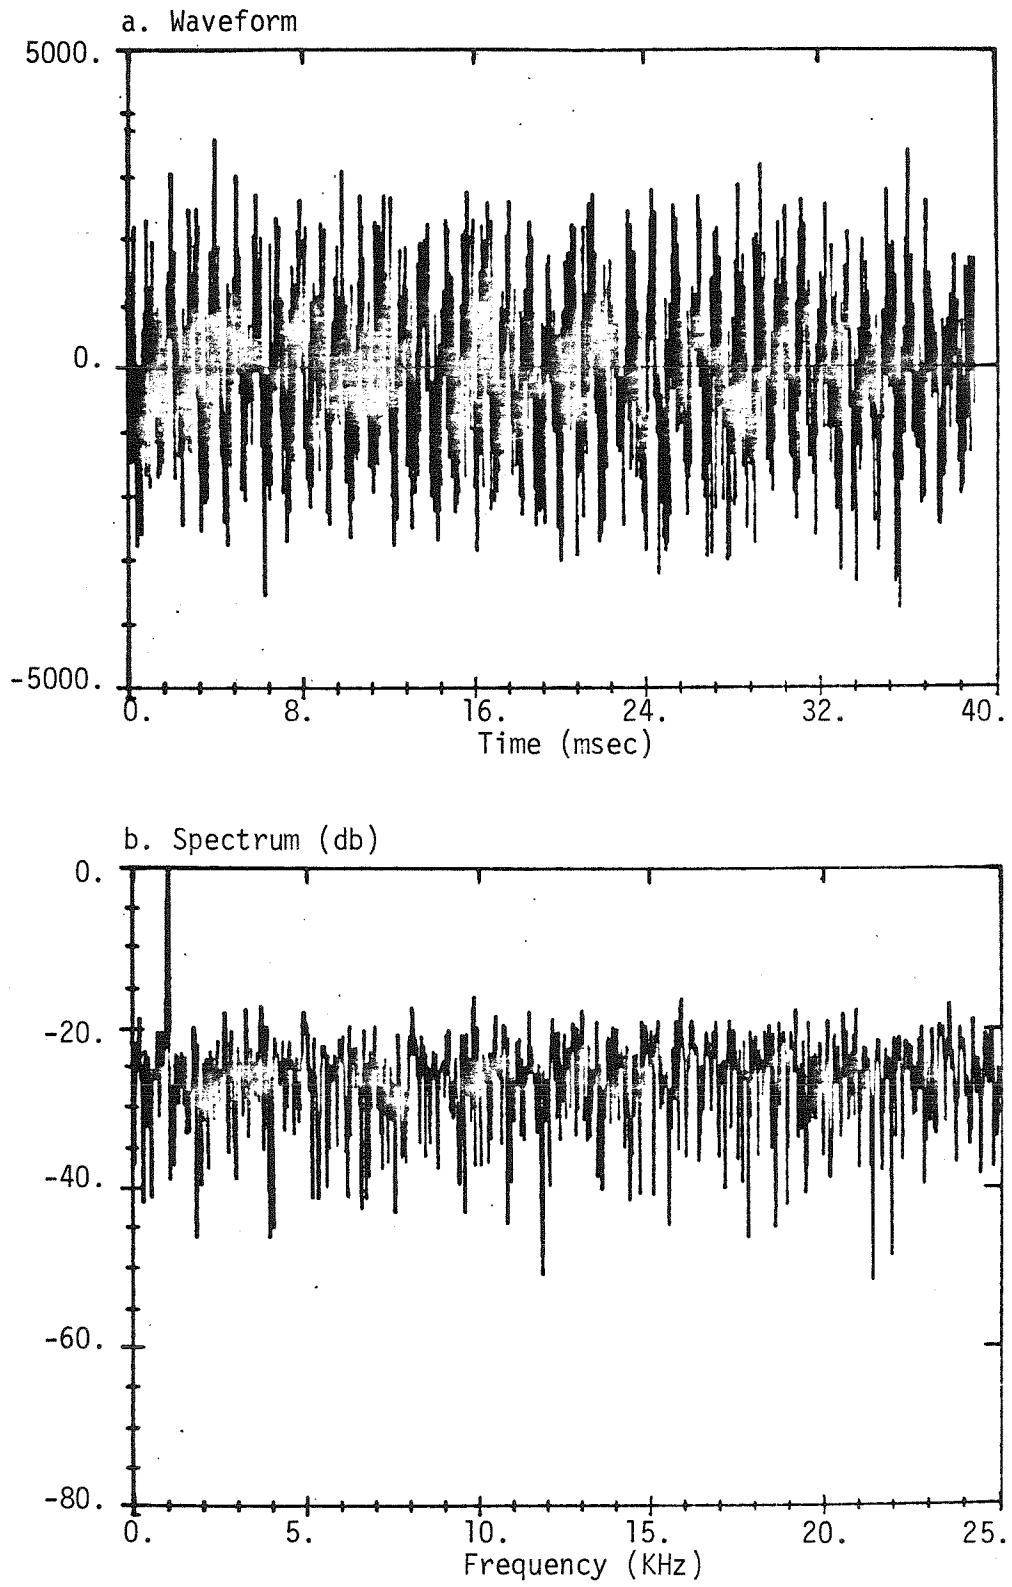 a. Waveform
5000.
0.
-5000.
0. 8. 16. 24. 32. 40.
Time (msec)
b. Spectrum (db)
0.
-20.
-40.
-60.
-80.
0. 5. 10. 15. 20. 25.
Frequency (KHz)